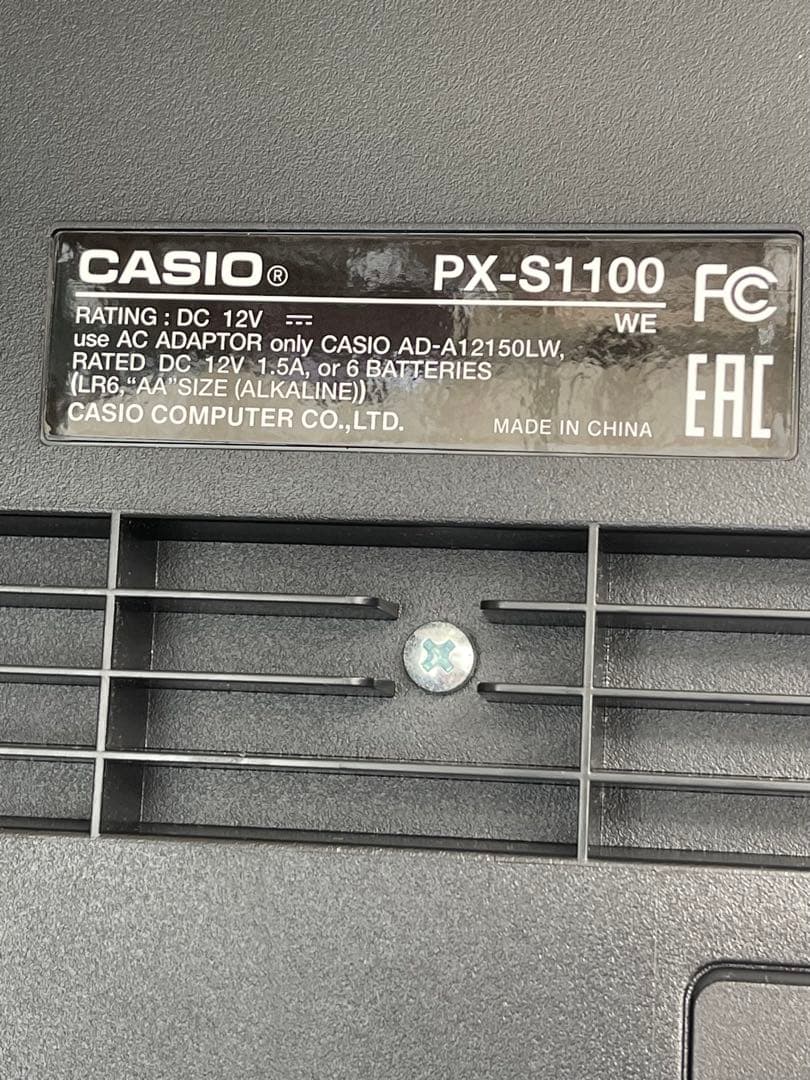 CASIO® PX-S1100
WE
RATING : DC 12V ⎓
use AC ADAPTOR only CASIO AD-A12150LW,
RATED DC 12V 1.5A, or 6 BATTERIES
(LR6,“AA”SIZE (ALKALINE))
CASIO COMPUTER CO.,LTD. MADE IN CHINA
FC
EAC